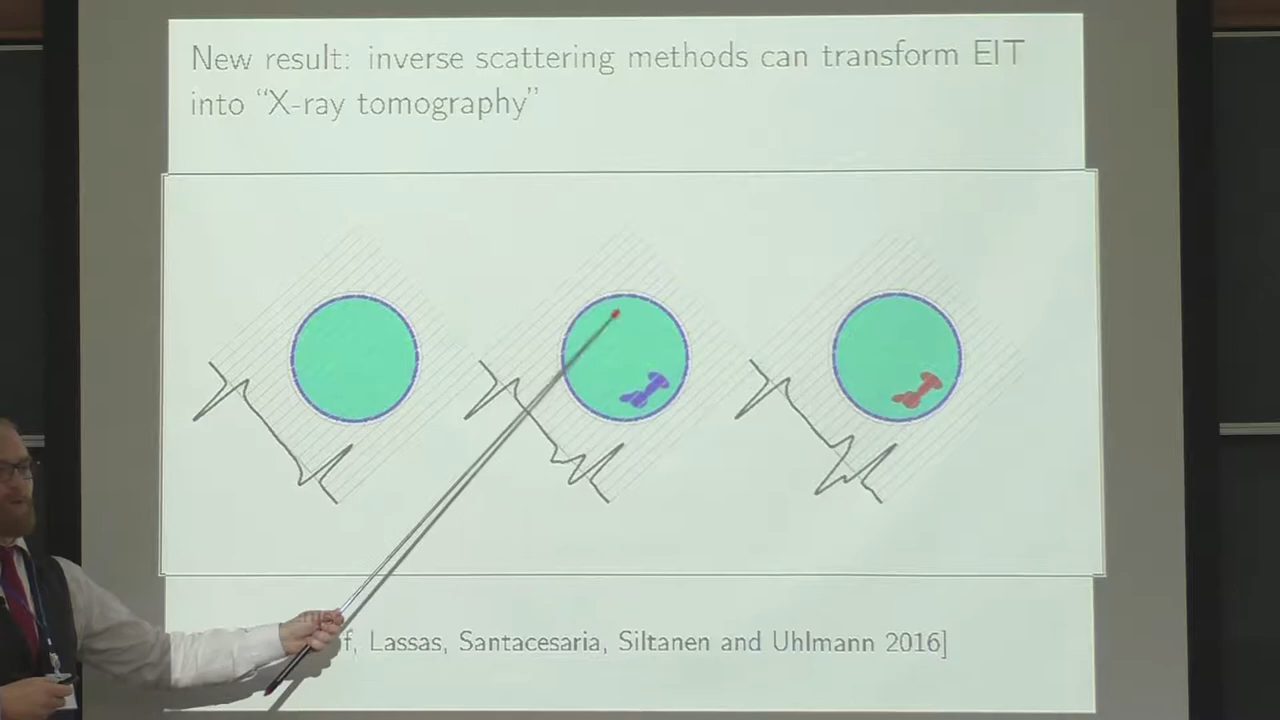 New result: inverse scattering methods can transform EIT
into “X-ray tomography”
Lassas, Santacesaria, Siltanen and Uhlmann 2016]